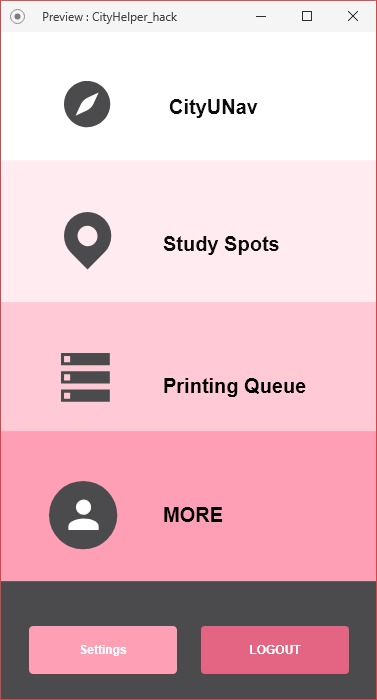 Preview : CityHelper_hack
CityUNav
Study Spots
Printing Queue
MORE
Settings
LOGOUT